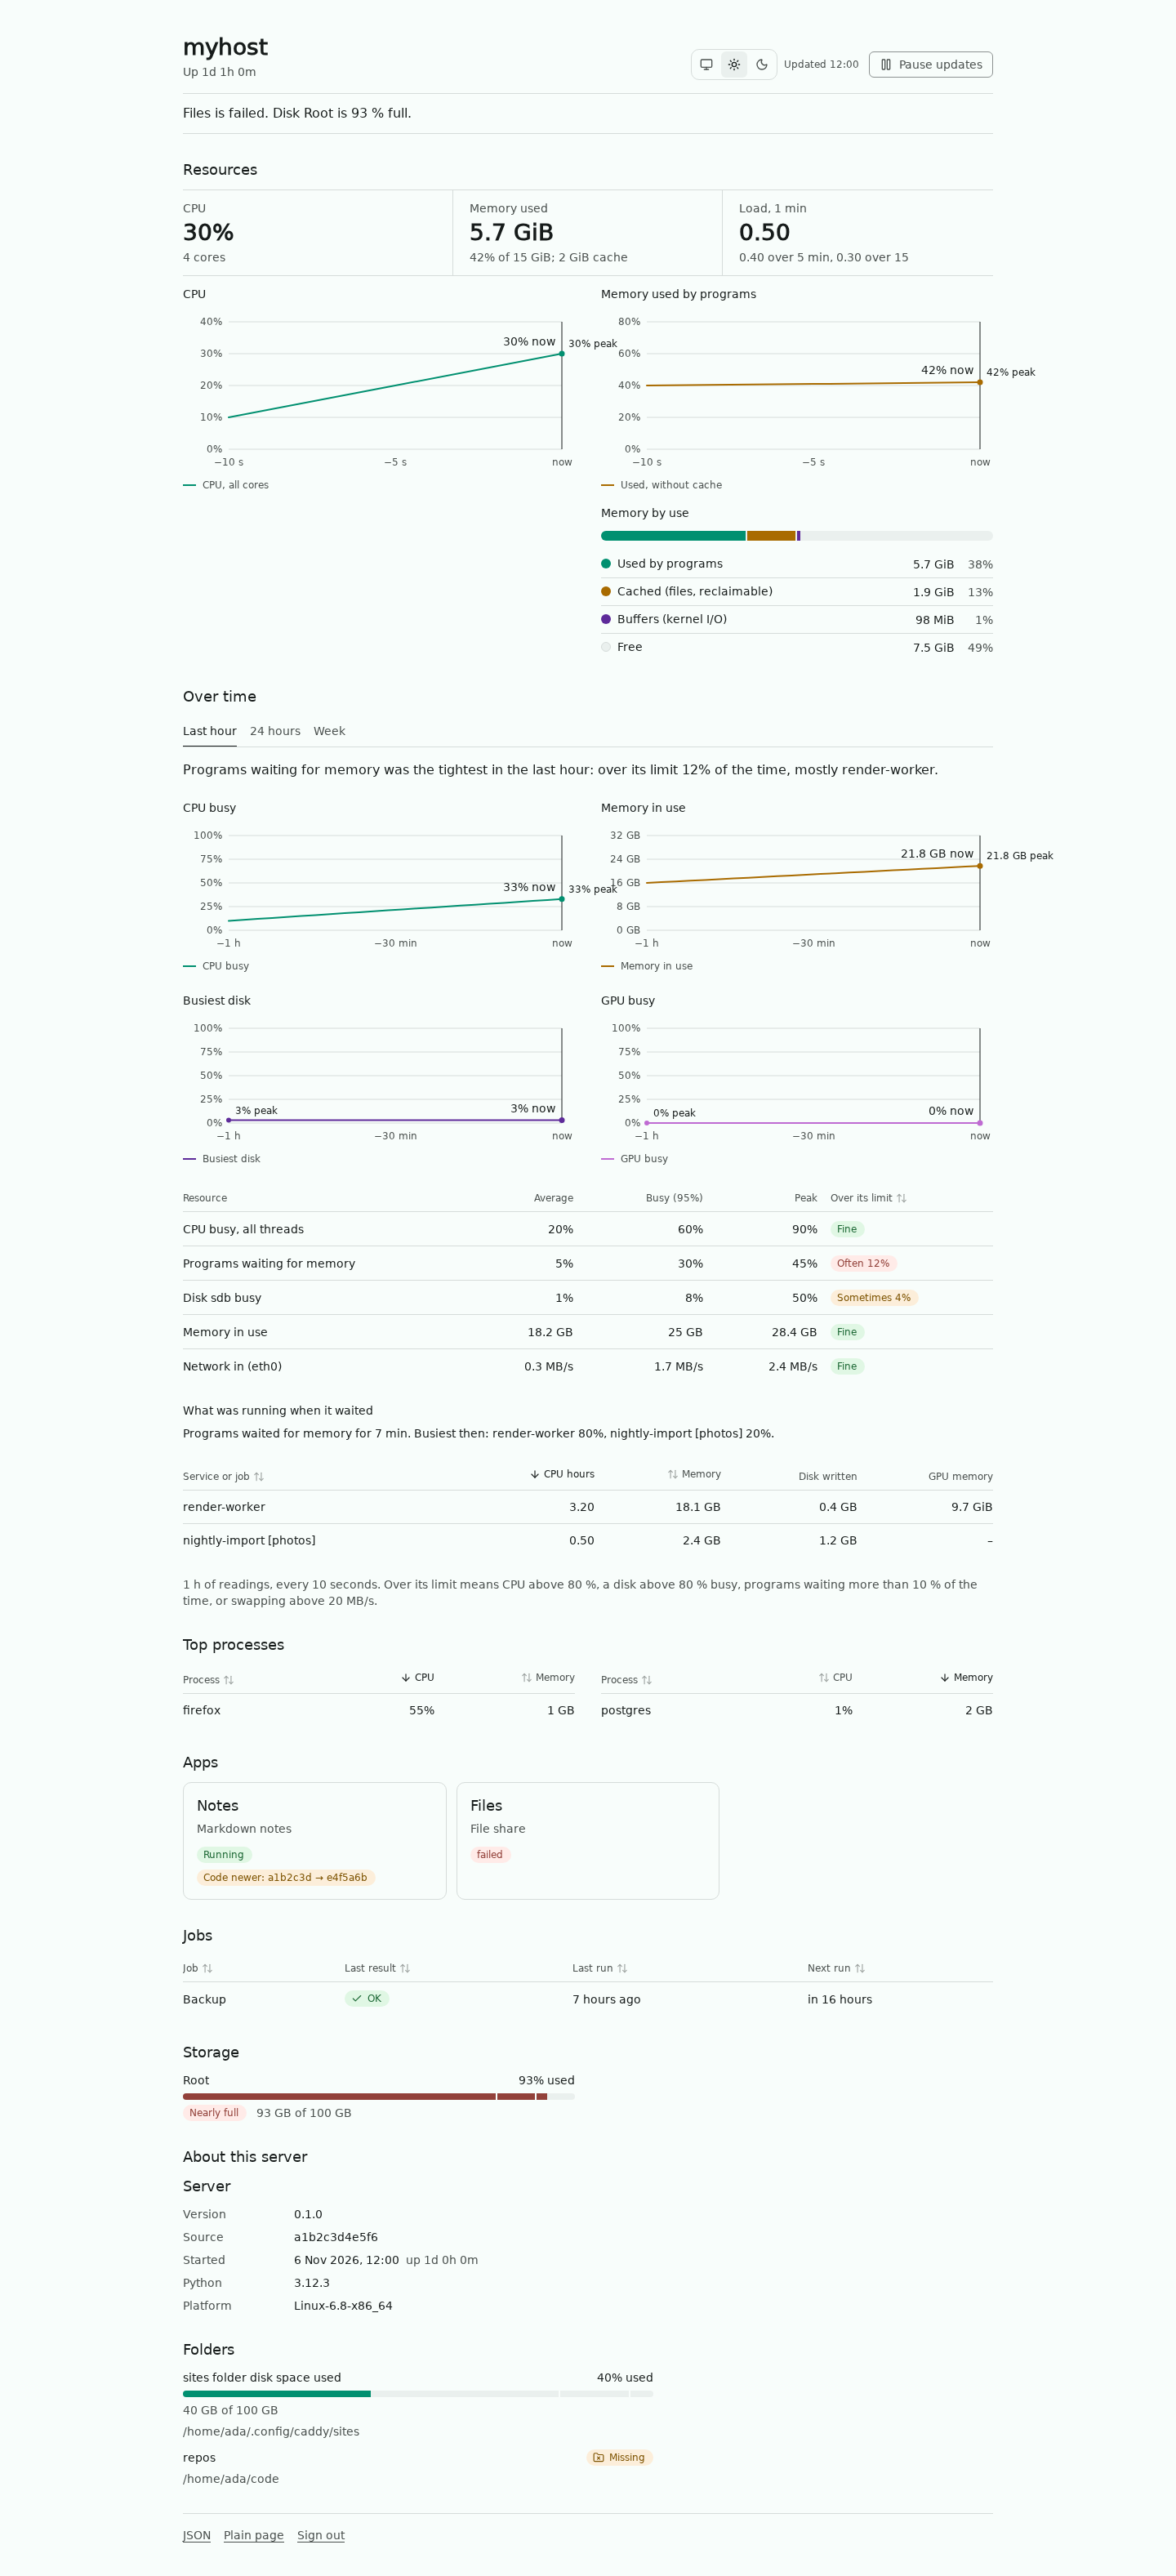 myhost
Up 1d 1h 0m
Updated 12:00
Pause updates
Files is failed. Disk Root is 93 % full.
Resources
CPU
30%
4 cores
Memory used
5.7 GiB
42% of 15 GiB; 2 GiB cache
Load, 1 min
0.50
0.40 over 5 min, 0.30 over 15
CPU
40%
30%
20%
10%
0%
30% now
30% peak
−10 s
−5 s
now
CPU, all cores
Memory used by programs
80%
60%
40%
20%
0%
42% now
42% peak
−10 s
−5 s
now
Used, without cache
Memory by use
Used by programs 5.7 GiB 38%
Cached (files, reclaimable) 1.9 GiB 13%
Buffers (kernel I/O) 98 MiB 1%
Free 7.5 GiB 49%
Over time
Last hour 24 hours Week
Programs waiting for memory was the tightest in the last hour: over its limit 12% of the time, mostly render-worker.
CPU busy
100%
75%
50%
25%
0%
33% now
33% peak
−1 h
−30 min
now
CPU busy
Memory in use
32 GB
24 GB
16 GB
8 GB
0 GB
21.8 GB now
21.8 GB peak
−1 h
−30 min
now
Memory in use
Busiest disk
100%
75%
50%
25%
0%
3% peak
3% now
−1 h
−30 min
now
Busiest disk
GPU busy
100%
75%
50%
25%
0%
0% peak
0% now
−1 h
−30 min
now
GPU busy
Resource Average Busy (95%) Peak Over its limit
CPU busy, all threads 20% 60% 90% Fine
Programs waiting for memory 5% 30% 45% Often 12%
Disk sdb busy 1% 8% 50% Sometimes 4%
Memory in use 18.2 GB 25 GB 28.4 GB Fine
Network in (eth0) 0.3 MB/s 1.7 MB/s 2.4 MB/s Fine
What was running when it waited
Programs waited for memory for 7 min. Busiest then: render-worker 80%, nightly-import [photos] 20%.
Service or job CPU hours Memory Disk written GPU memory
render-worker 3.20 18.1 GB 0.4 GB 9.7 GiB
nightly-import [photos] 0.50 2.4 GB 1.2 GB –
1 h of readings, every 10 seconds. Over its limit means CPU above 80 %, a disk above 80 % busy, programs waiting more than 10 % of the
time, or swapping above 20 MB/s.
Top processes
Process CPU Memory
firefox 55% 1 GB
Process CPU Memory
postgres 1% 2 GB
Apps
Notes
Markdown notes
Running
Code newer: a1b2c3d → e4f5a6b
Files
File share
failed
Jobs
Job Last result Last run Next run
Backup OK 7 hours ago in 16 hours
Storage
Root 93% used
Nearly full 93 GB of 100 GB
About this server
Server
Version 0.1.0
Source a1b2c3d4e5f6
Started 6 Nov 2026, 12:00 up 1d 0h 0m
Python 3.12.3
Platform Linux-6.8-x86_64
Folders
sites folder disk space used 40% used
40 GB of 100 GB
/home/ada/.config/caddy/sites
repos Missing
/home/ada/code
JSON Plain page Sign out